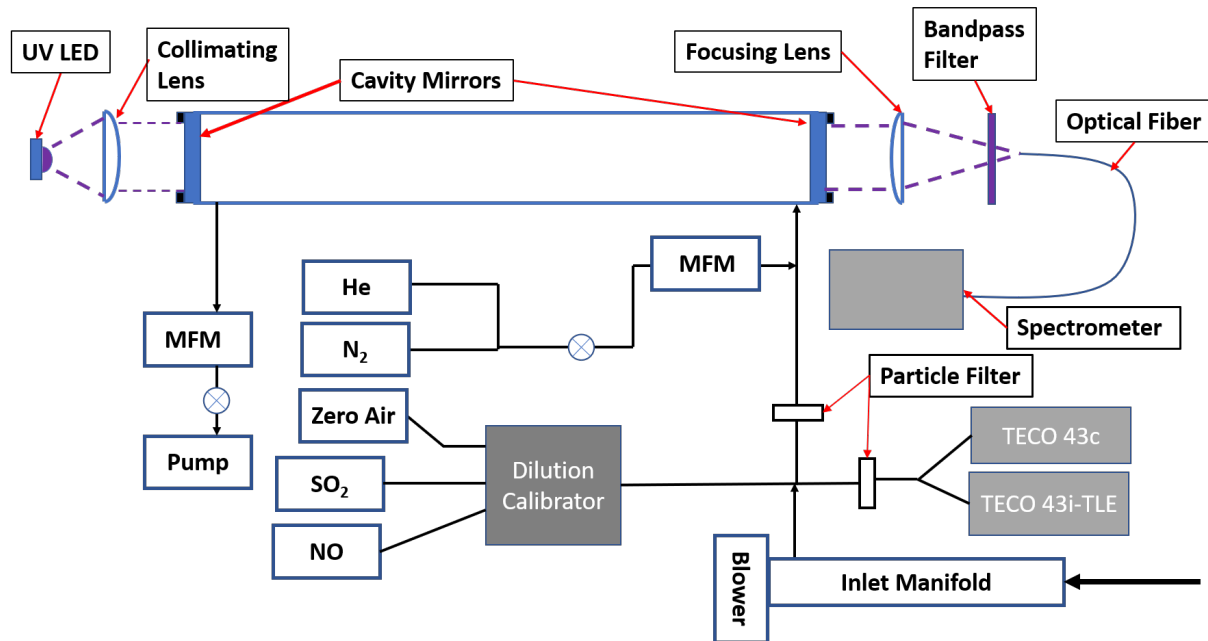 UV LED
Collimating
Lens
Cavity Mirrors
Focusing Lens
Bandpass
Filter
Optical Fiber
He
N₂
MFM
MFM
Pump
Spectrometer
Particle Filter
Zero Air
SO₂
NO
Dilution
Calibrator
TECO 43c
TECO 43i-TLE
Blower
Inlet Manifold